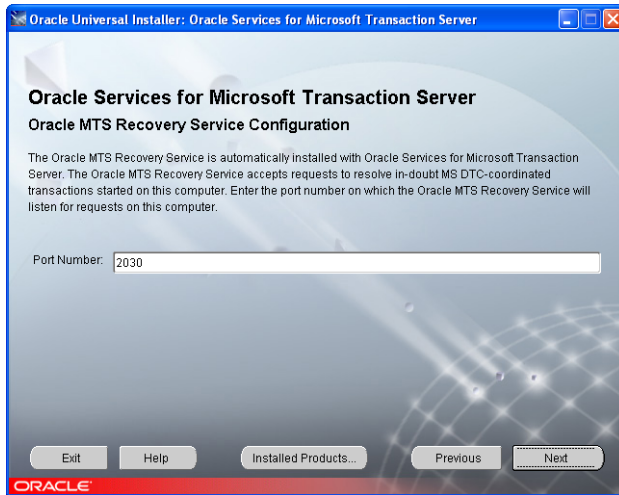 Oracle Universal Installer: Oracle Services for Microsoft Transaction Server
Oracle Services for Microsoft Transaction Server
Oracle MTS Recovery Service Configuration
The Oracle MTS Recovery Service is automatically installed with Oracle Services for Microsoft Transaction
Server. The Oracle MTS Recovery Service accepts requests to resolve in-doubt MS DTC-coordinated
transactions started on this computer. Enter the port number on which the Oracle MTS Recovery Service will
listen for requests on this computer.
Port Number: 2030
Exit Help Installed Products... Previous Next
ORACLE